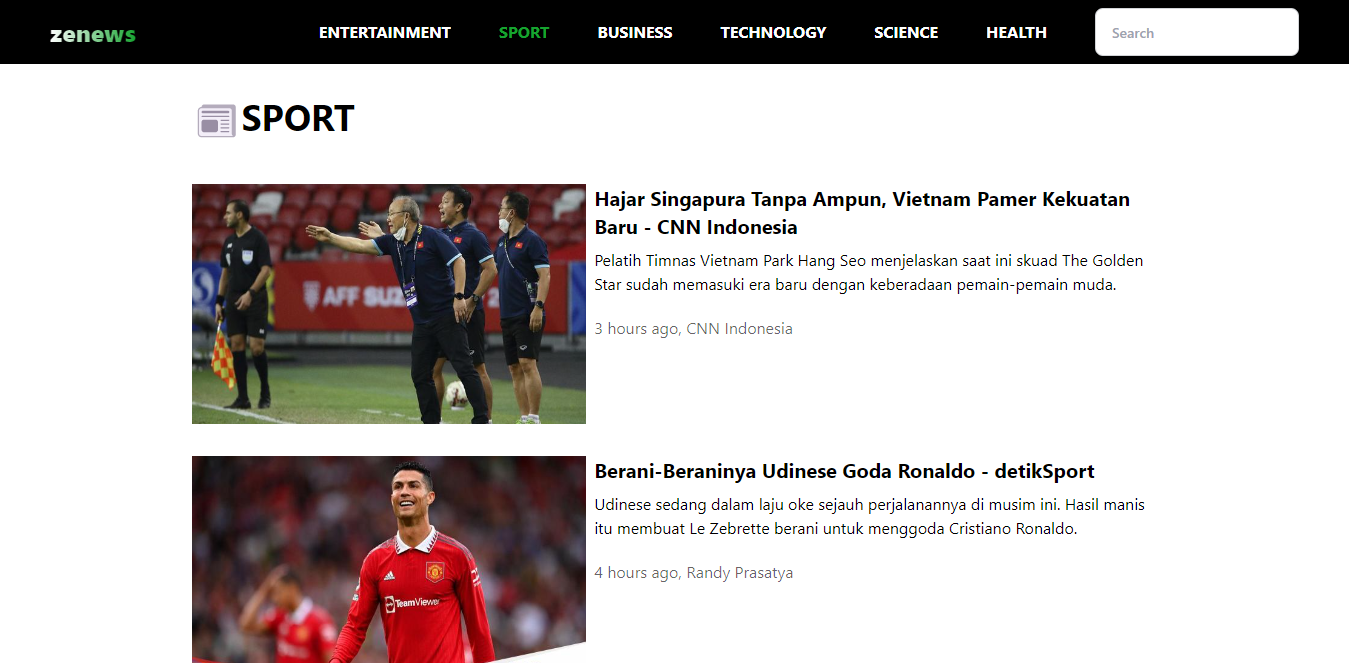 zenews
ENTERTAINMENT SPORT BUSINESS TECHNOLOGY SCIENCE HEALTH Search
SPORT
AFF SUZ
Hajar Singapura Tanpa Ampun, Vietnam Pamer Kekuatan
Baru - CNN Indonesia
Pelatih Timnas Vietnam Park Hang Seo menjelaskan saat ini skuad The Golden
Star sudah memasuki era baru dengan keberadaan pemain-pemain muda.
3 hours ago, CNN Indonesia
TeamViewer
Berani-Beraninya Udinese Goda Ronaldo - detikSport
Udinese sedang dalam laju oke sejauh perjalanannya di musim ini. Hasil manis
itu membuat Le Zebrette berani untuk menggoda Cristiano Ronaldo.
4 hours ago, Randy Prasatya